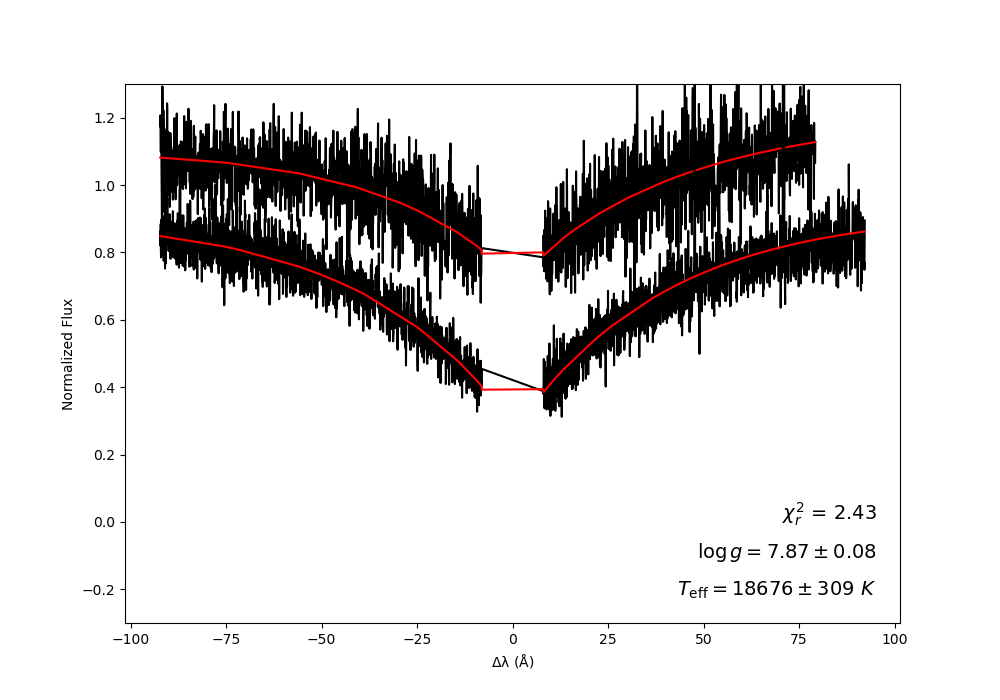 1.2
1.0
0.8
0.6
0.4
0.2
0.0
−0.2
Normalized Flux
χ²ᵣ = 2.43
log g = 7.87 ± 0.08
T_eff = 18676 ± 309 K
−100 −75 −50 −25 0 25 50 75 100
Δλ (Å)